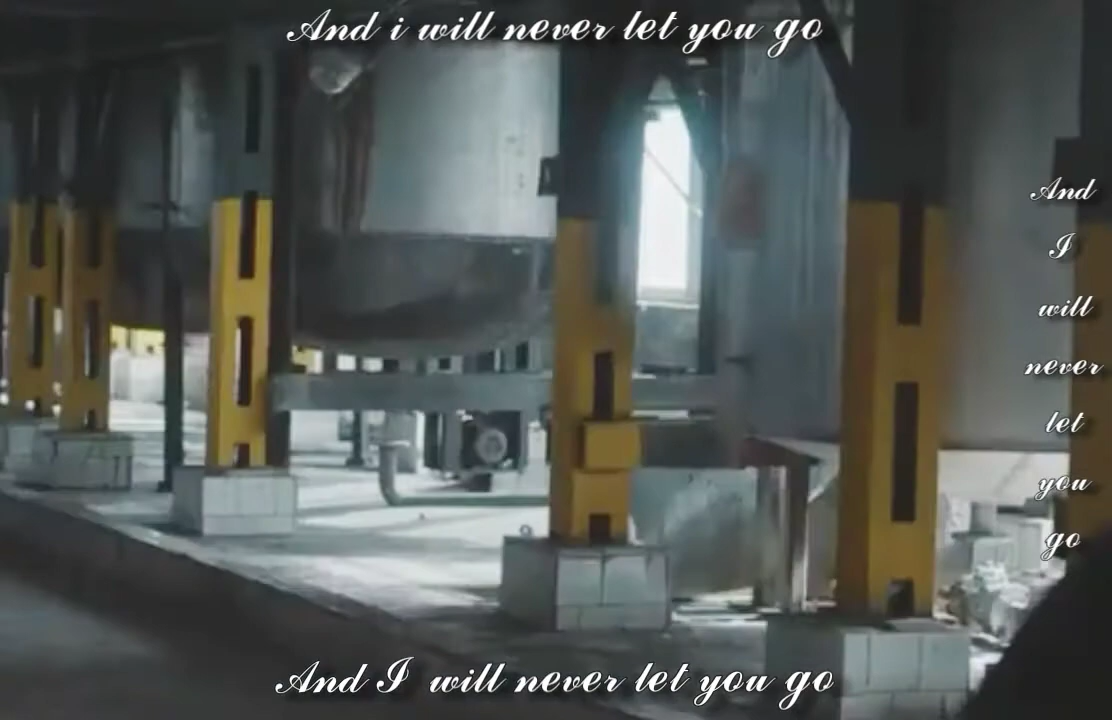 And i will never let you go
And
I
will
never
let
you
go
And I will never let you go